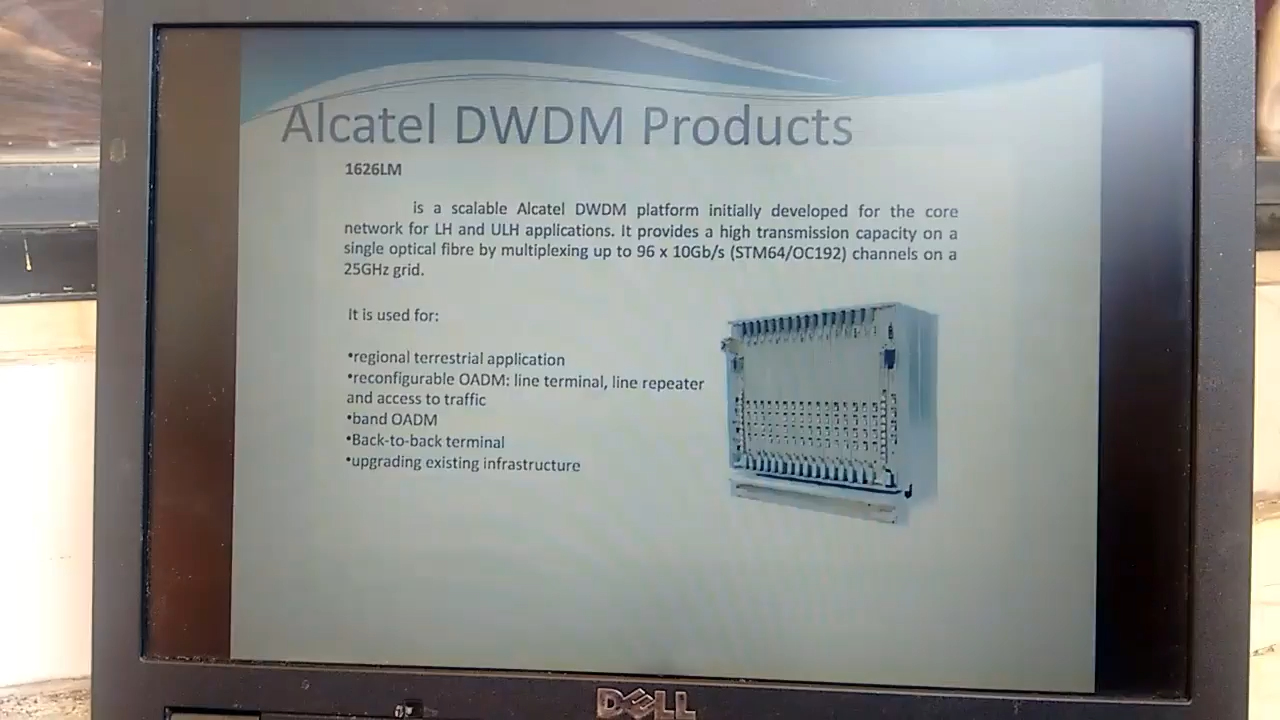 Alcatel DWDM Products
1626LM
is a scalable Alcatel DWDM platform initially developed for the core
network for LH and ULH applications. It provides a high transmission capacity on a
single optical fibre by multiplexing up to 96 x 10Gb/s (STM64/OC192) channels on a
25GHz grid.
It is used for:
•regional terrestrial application
•reconfigurable OADM: line terminal, line repeater
and access to traffic
•band OADM
•Back-to-back terminal
•upgrading existing infrastructure
DELL